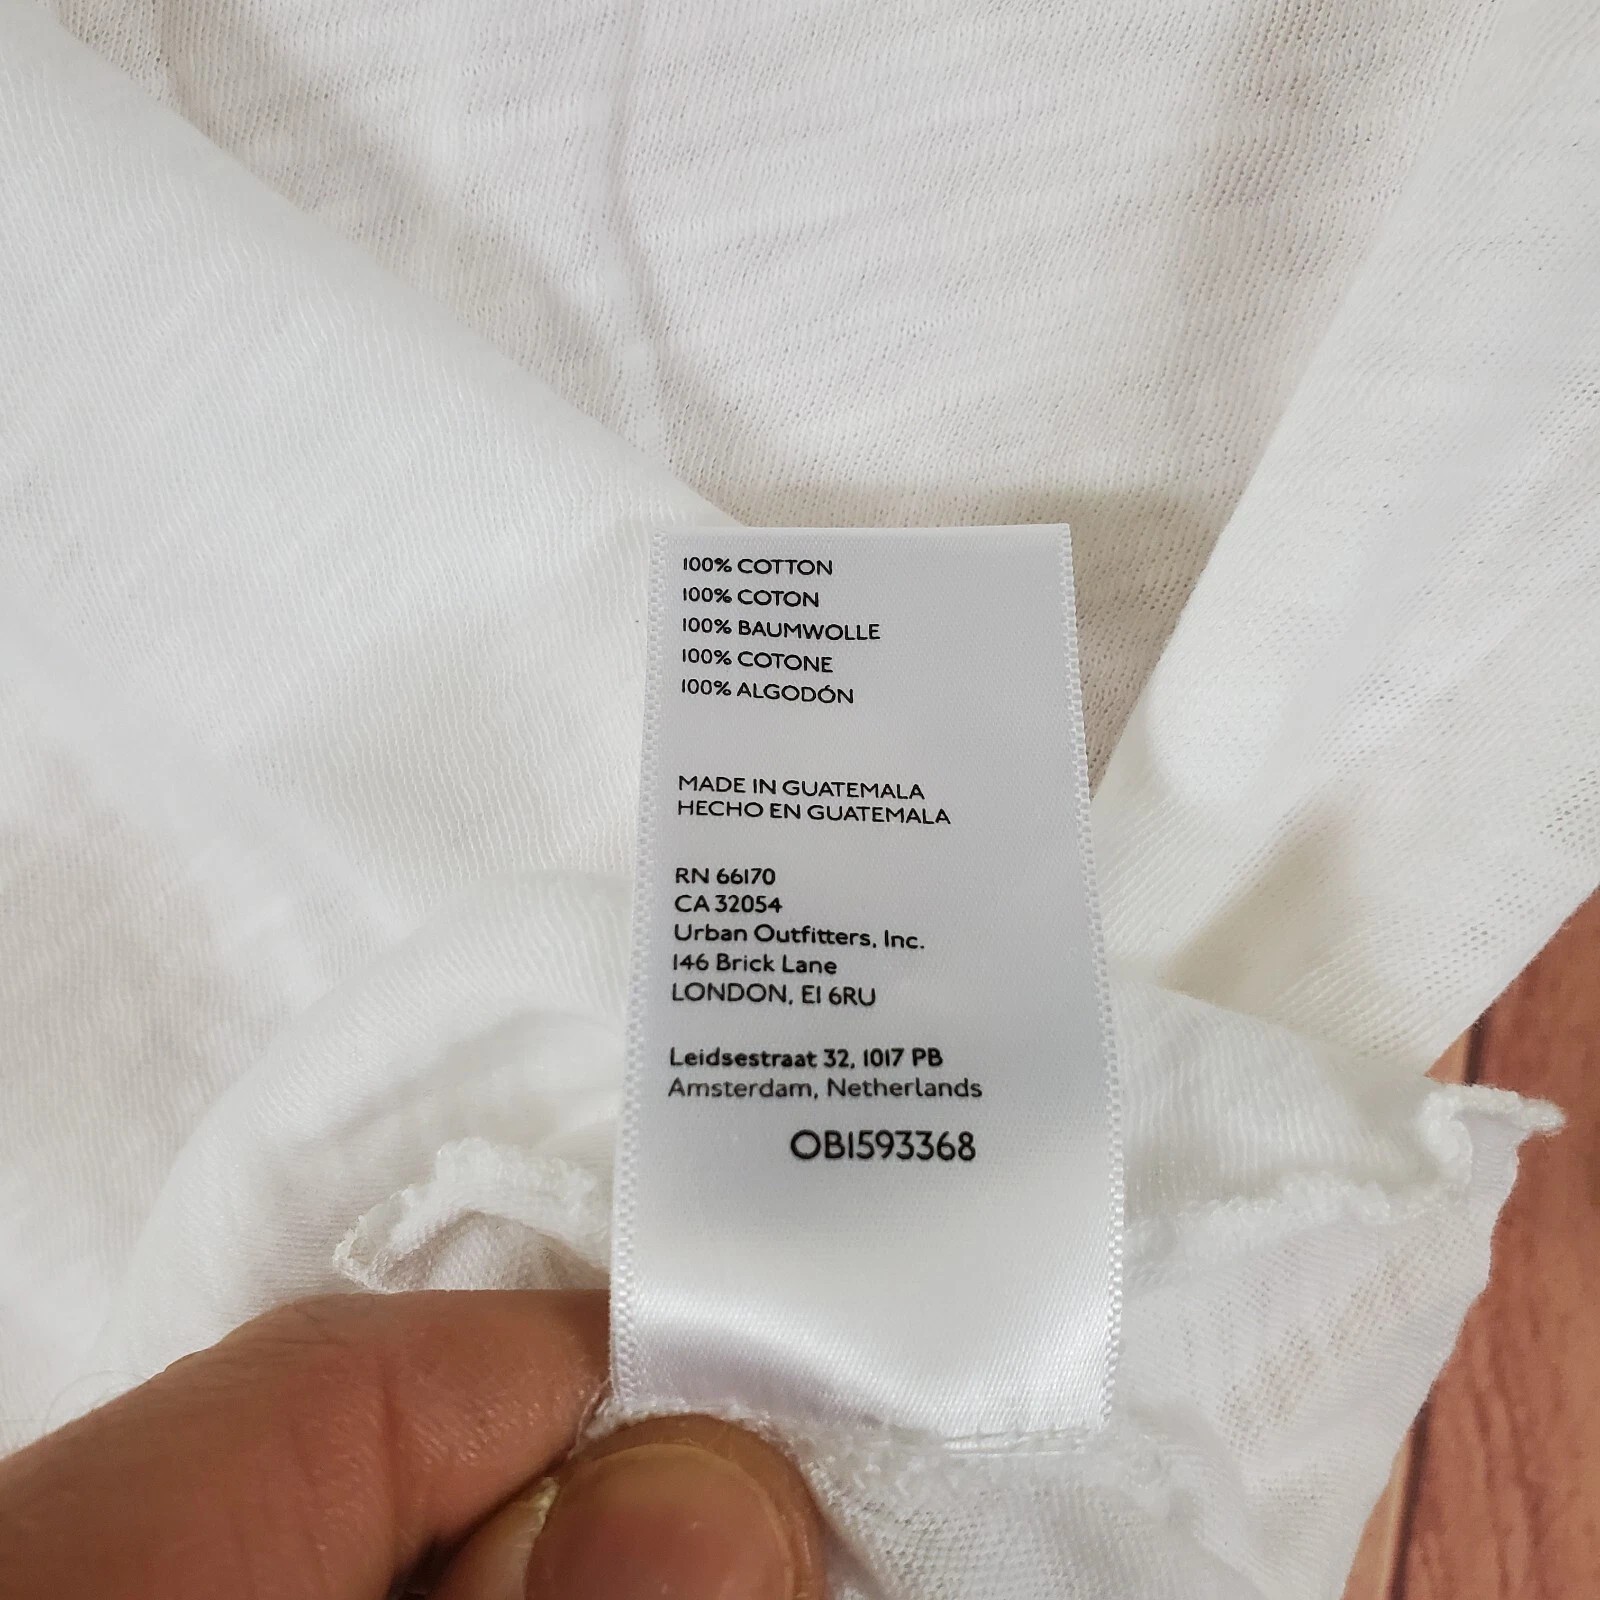 100% COTTON
100% COTON
100% BAUMWOLLE
100% COTONE
100% ALGODÓN
MADE IN GUATEMALA
HECHO EN GUATEMALA
RN 66170
CA 32054
Urban Outfitters, Inc.
146 Brick Lane
LONDON, E1 6RU
Leidsestraat 32, 1017 PB
Amsterdam, Netherlands
OB1593368